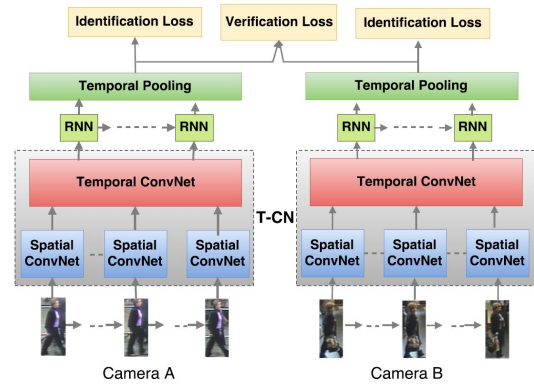 Identification Loss
Verification Loss
Identification Loss
Temporal Pooling
Temporal Pooling
RNN
RNN
RNN
RNN
Temporal ConvNet
Temporal ConvNet
T-CN
Spatial
ConvNet
Spatial
ConvNet
Spatial
ConvNet
Spatial
ConvNet
Spatial
ConvNet
Spatial
ConvNet
Camera A
Camera B